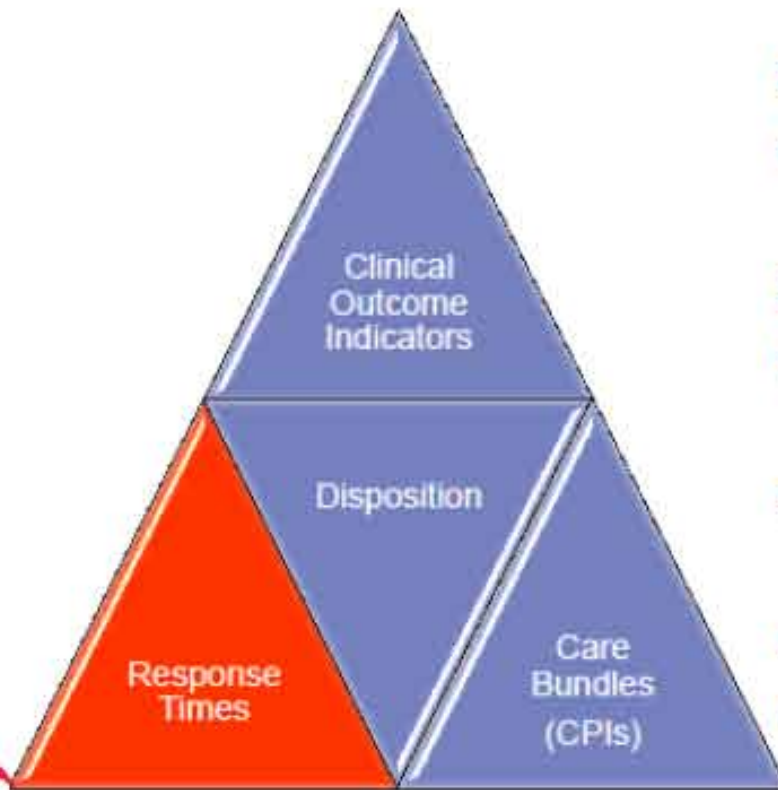 Clinical
Outcome
Indicators
Disposition
Response
Times
Care
Bundles
(CPIs)